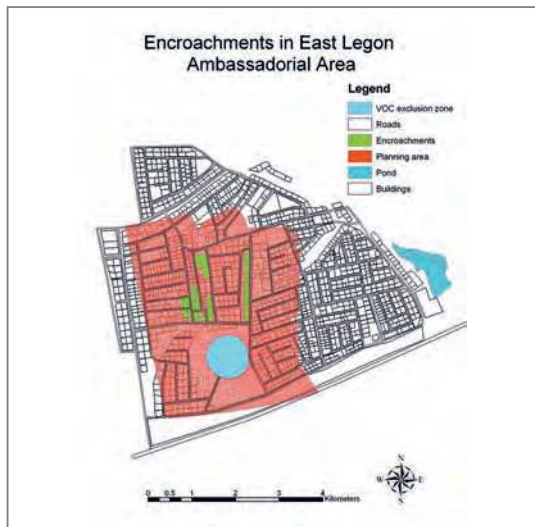 Encroachments in East Legon
Ambassadorial Area
Legend
VOC exclusion zone
Roads
Encroachments
Planning area
Pond
Buildings
N
W E
S
0 0.5 1 2 3 4
Kilometers